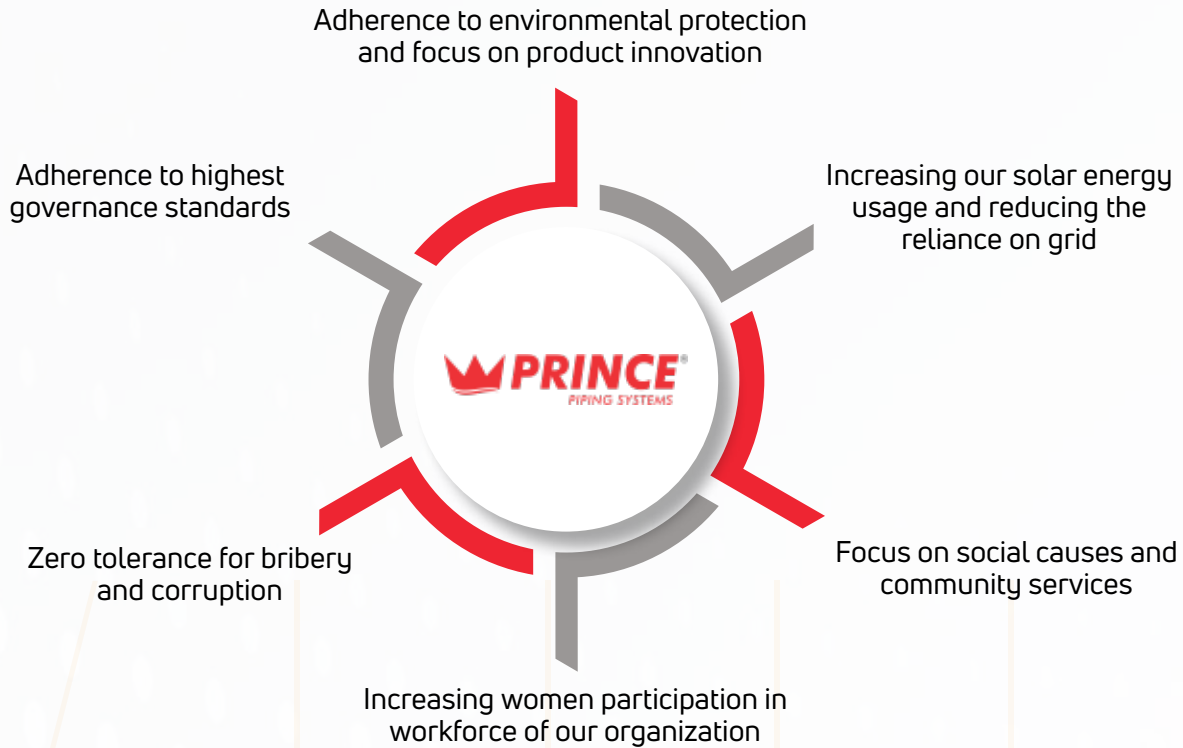 Adherence to environmental protection
and focus on product innovation
Adherence to highest
governance standards
Increasing our solar energy
usage and reducing the
reliance on grid
PRINCE®
PIPING SYSTEMS
Zero tolerance for bribery
and corruption
Focus on social causes and
community services
Increasing women participation in
workforce of our organization